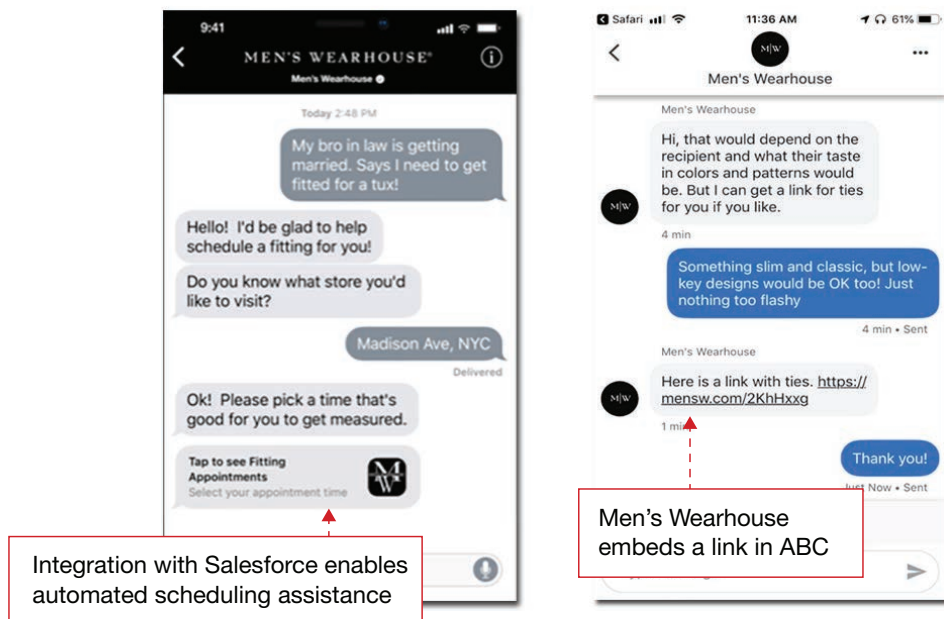 9:41
MEN'S WEARHOUSE®
Men's Wearhouse
Today 2:48 PM
My bro in law is getting
married. Says I need to get
fitted for a tux!
Hello! I'd be glad to help
schedule a fitting for you!
Do you know what store you'd
like to visit?
Madison Ave, NYC
Delivered
Ok! Please pick a time that's
good for you to get measured.
Tap to see Fitting
Appointments
Select your appointment time
MW
Integration with Salesforce enables
automated scheduling assistance
Safari
11:36 AM
61%
M|W
Men's Wearhouse
Men's Wearhouse
Hi, that would depend on the
recipient and what their taste
in colors and patterns would
be. But I can get a link for ties
for you if you like.
M|W
4 min
Something slim and classic, but low-
key designs would be OK too! Just
nothing too flashy
4 min • Sent
Men's Wearhouse
Here is a link with ties. https://
mensw.com/2KhHxxg
M|W
1 min
Thank you!
Just Now • Sent
Men's Wearhouse
embeds a link in ABC